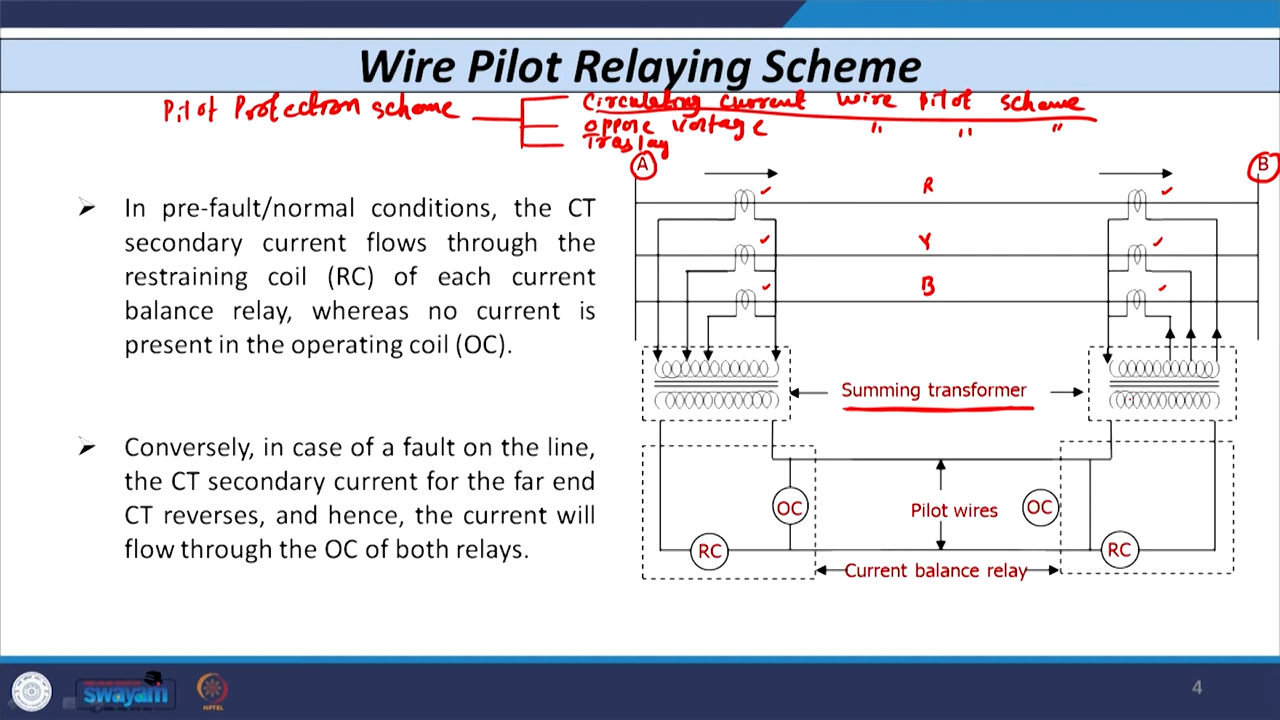 Wire Pilot Relaying Scheme
Pilot Protection scheme
Circulating current wire pilot scheme
oppose voltage " " "
Traslay
A
B
➢ In pre-fault/normal conditions, the CT
secondary current flows through the
restraining coil (RC) of each current
balance relay, whereas no current is
present in the operating coil (OC).
➢ Conversely, in case of a fault on the line,
the CT secondary current for the far end
CT reverses, and hence, the current will
flow through the OC of both relays.
R
Y
B
Summing transformer
OC
Pilot wires
OC
RC
RC
Current balance relay
swayam
NPTEL
4